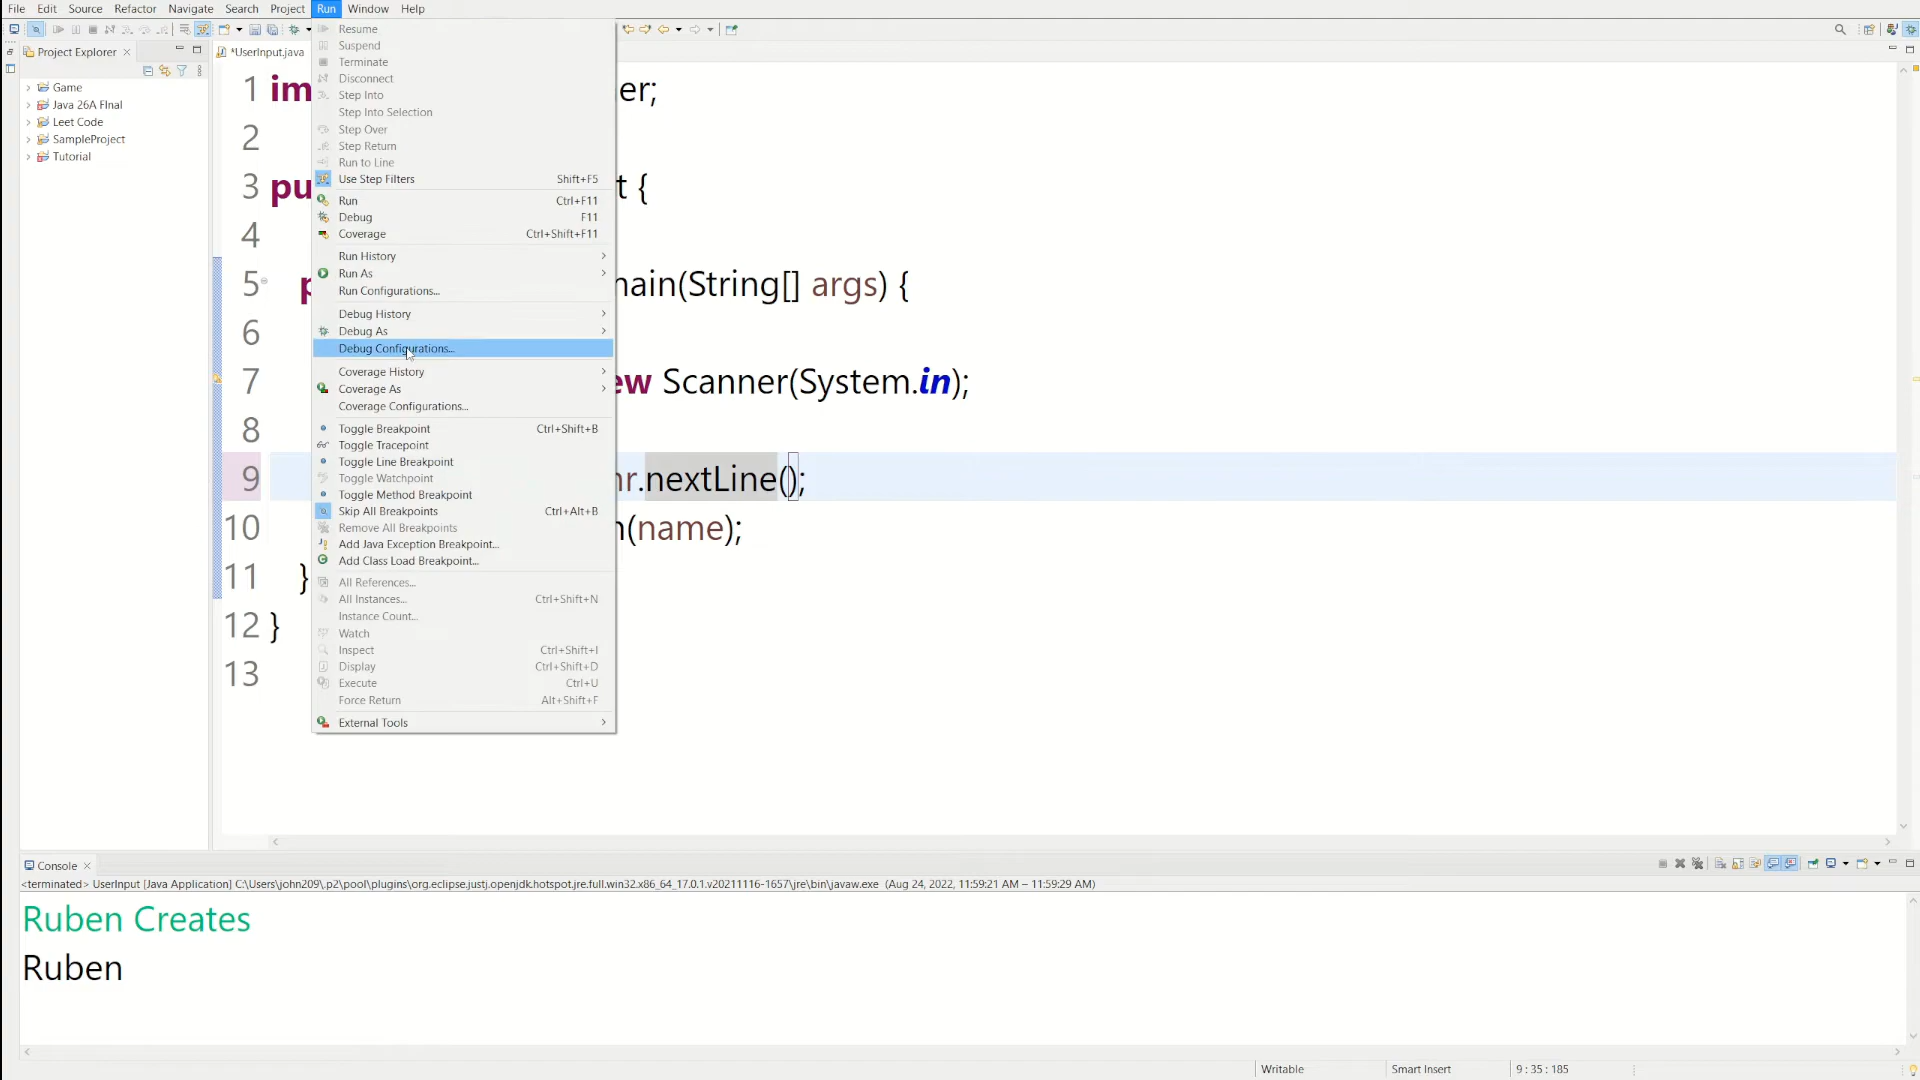 File Edit Source Refactor Navigate Search Project Run Window Help
Project Explorer
*UserInput.java
Game
Java 26A FInal
Leet Code
SampleProject
Tutorial
Resume
Suspend
Terminate
Disconnect
Step Into
Step Into Selection
Step Over
Step Return
Run to Line
Use Step Filters Shift+F5
Run Ctrl+F11
Debug F11
Coverage Ctrl+Shift+F11
Run History
Run As
Run Configurations...
Debug History
Debug As
Debug Configurations...
Coverage History
Coverage As
Coverage Configurations...
Toggle Breakpoint Ctrl+Shift+B
Toggle Tracepoint
Toggle Line Breakpoint
Toggle Watchpoint
Toggle Method Breakpoint
Skip All Breakpoints Ctrl+Alt+B
Remove All Breakpoints
Add Java Exception Breakpoint...
Add Class Load Breakpoint...
All References...
All Instances... Ctrl+Shift+N
Instance Count...
Watch
Inspect Ctrl+Shift+I
Display Ctrl+Shift+D
Execute Ctrl+U
Force Return Alt+Shift+F
External Tools
1 im er;
2
3 pu t {
4
5 p main(String[] args) {
6
7 ew Scanner(System.in);
8
9 nr.nextLine();
10 n(name);
11 }
12 }
13
Console
<terminated> UserInput [Java Application] C:\Users\john209\.p2\pool\plugins\org.eclipse.justj.openjdk.hotspot.jre.full.win32.x86_64_17.0.1.v20211116-1657\jre\bin\javaw.exe (Aug 24, 2022, 11:59:21 AM – 11:59:29 AM)
Ruben Creates
Ruben
Writable Smart Insert 9 : 35 : 185